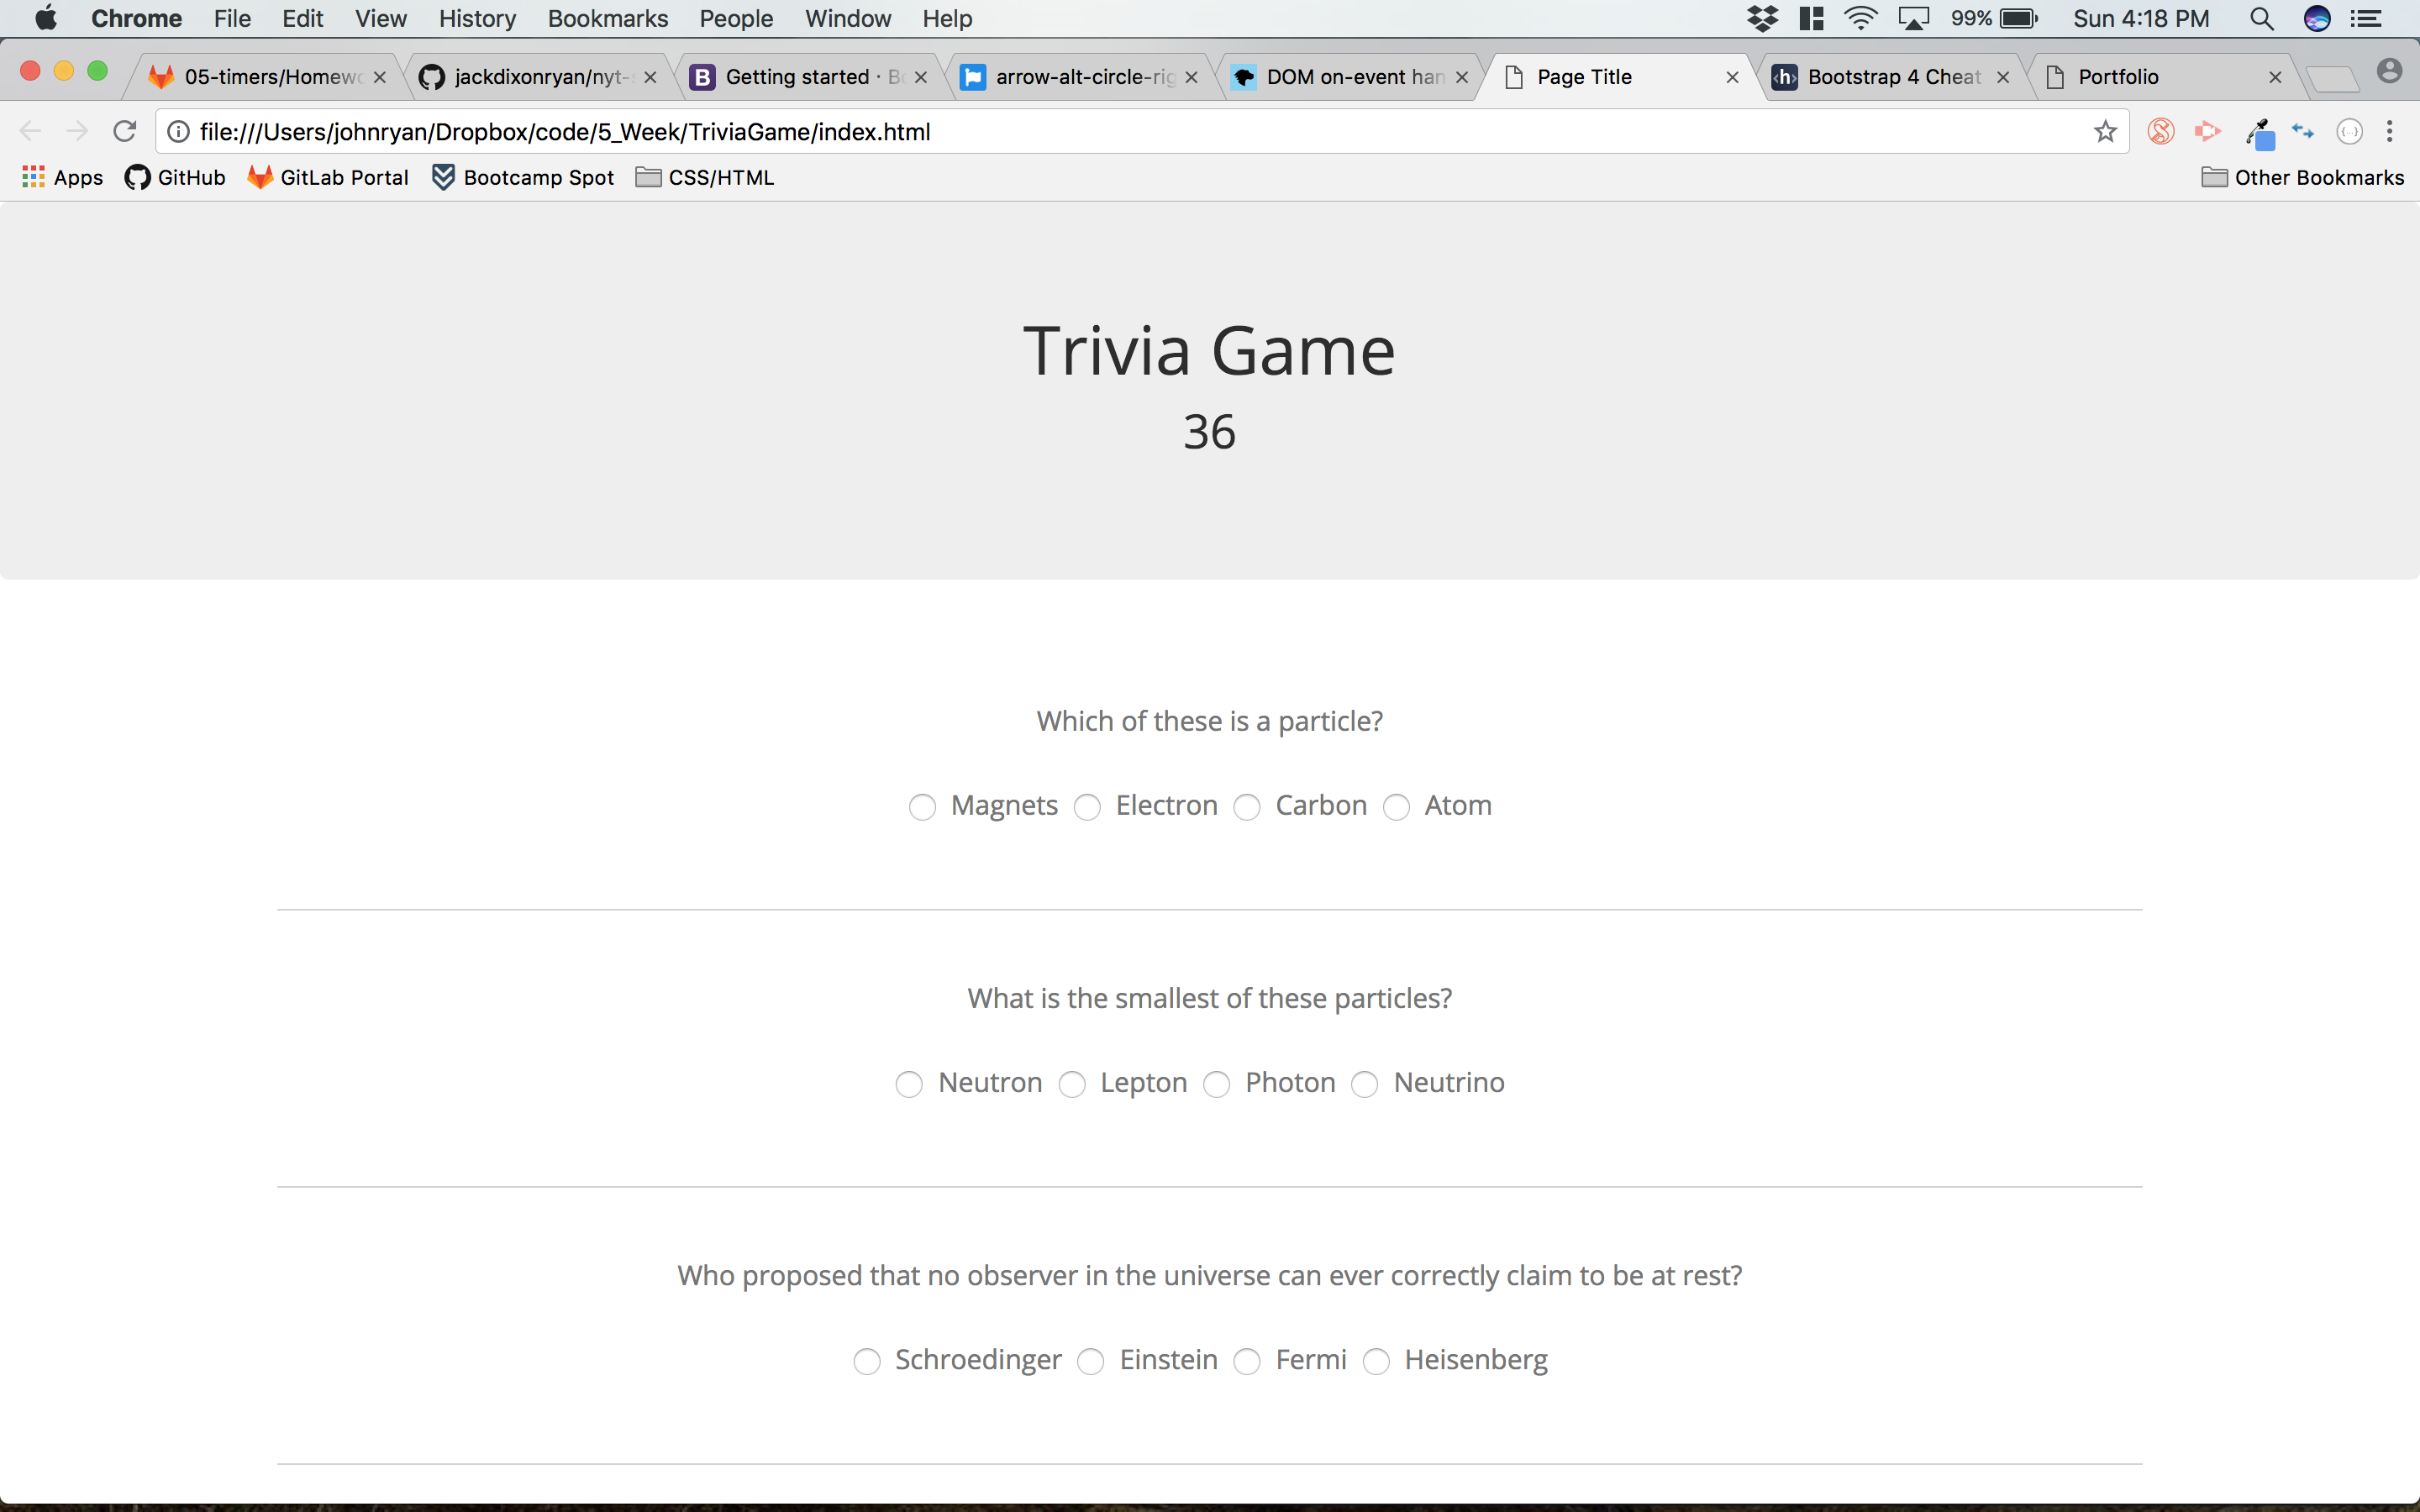 Chrome File Edit View History Bookmarks People Window Help 99% Sun 4:18 PM
05-timers/Homewo jackdixonryan/nyt-s Getting started · Bo arrow-alt-circle-rig DOM on-event han Page Title Bootstrap 4 Cheat Portfolio
file:///Users/johnryan/Dropbox/code/5_Week/TriviaGame/index.html
Apps GitHub GitLab Portal Bootcamp Spot CSS/HTML Other Bookmarks
Trivia Game
36
Which of these is a particle?
Magnets Electron Carbon Atom
What is the smallest of these particles?
Neutron Lepton Photon Neutrino
Who proposed that no observer in the universe can ever correctly claim to be at rest?
Schroedinger Einstein Fermi Heisenberg